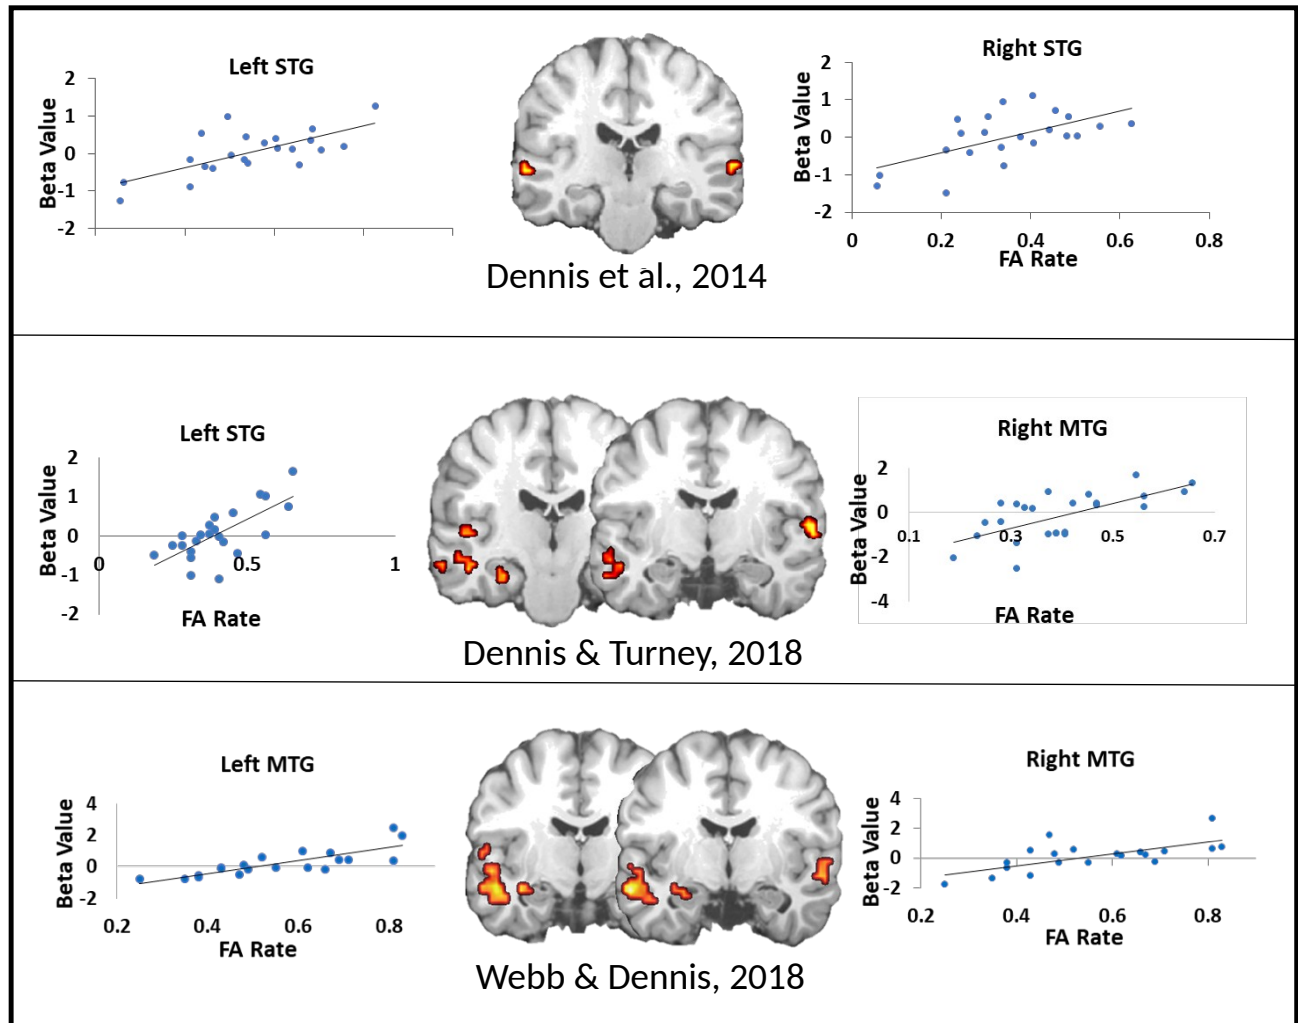 Left STG
Beta Value
2
1
0
-1
-2
Right STG
Beta Value
2
1
0
-1
-2
0 0.2 0.4 0.6 0.8
FA Rate
Dennis et al., 2014
Left STG
Beta Value
2
1
0
-1
-2
0 0.5 1
FA Rate
Right MTG
Beta Value
2
0
-2
-4
0.1 0.3 0.5 0.7
FA Rate
Dennis & Turney, 2018
Left MTG
Beta Value
4
2
0
-2
0.2 0.4 0.6 0.8
FA Rate
Right MTG
Beta Value
4
2
0
-2
0.2 0.4 0.6 0.8
FA Rate
Webb & Dennis, 2018